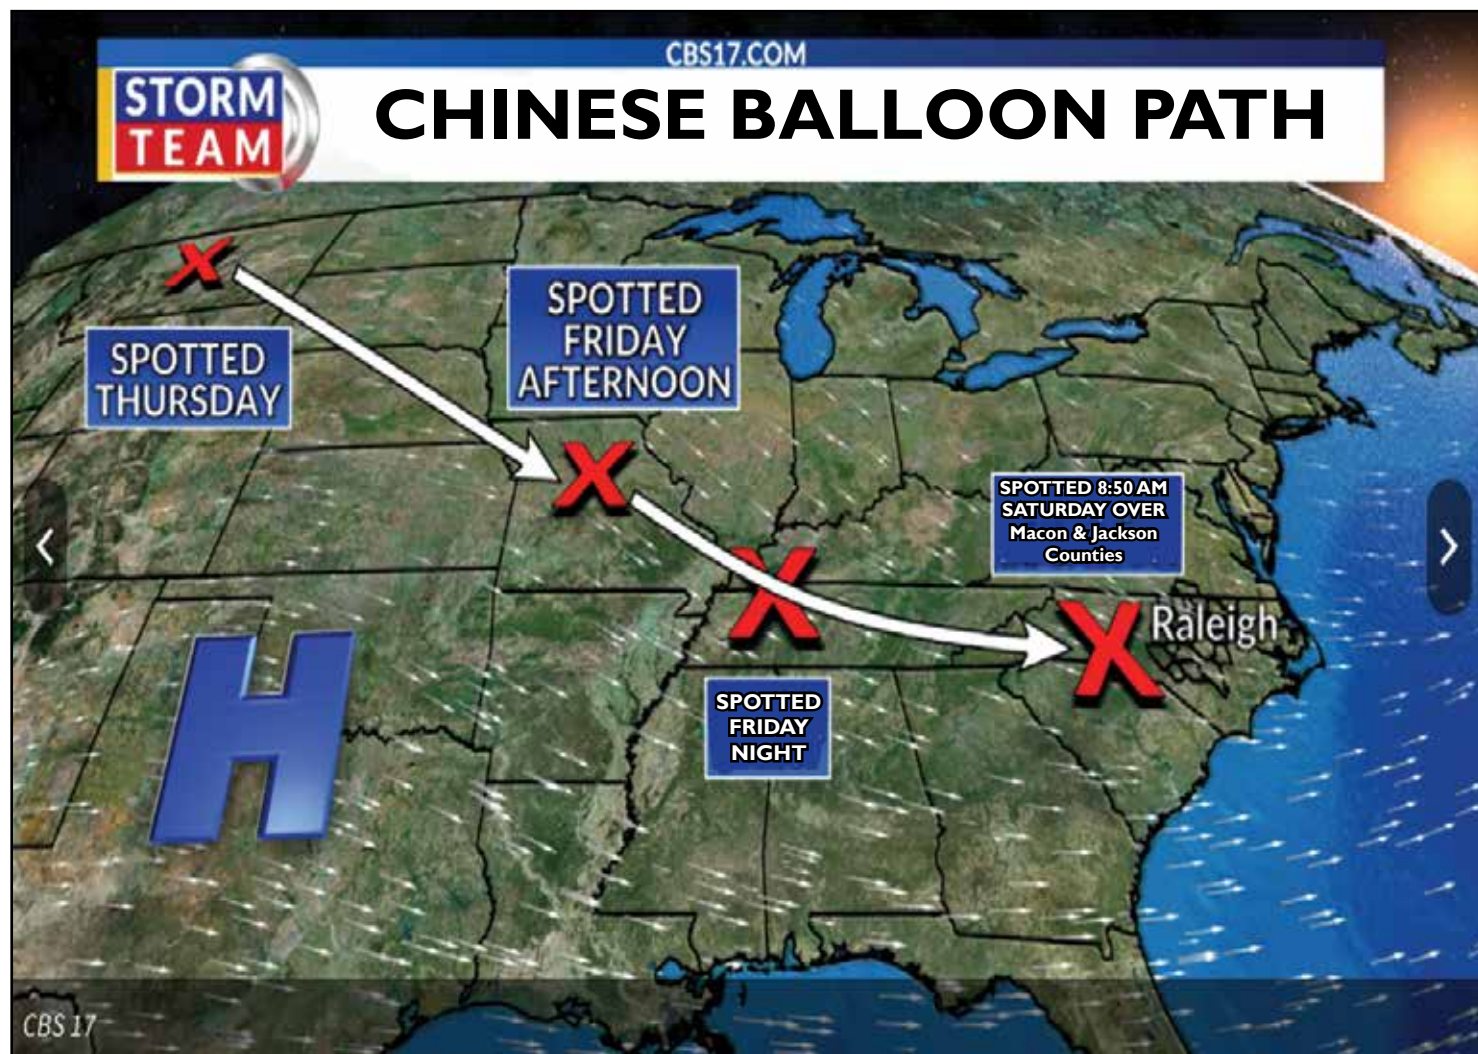 CBS17.COM
STORM
TEAM
CHINESE BALLOON PATH
SPOTTED
THURSDAY
SPOTTED
FRIDAY
AFTERNOON
SPOTTED 8:50 AM
SATURDAY OVER
Macon & Jackson
Counties
Raleigh
SPOTTED
FRIDAY
NIGHT
H
CBS 17